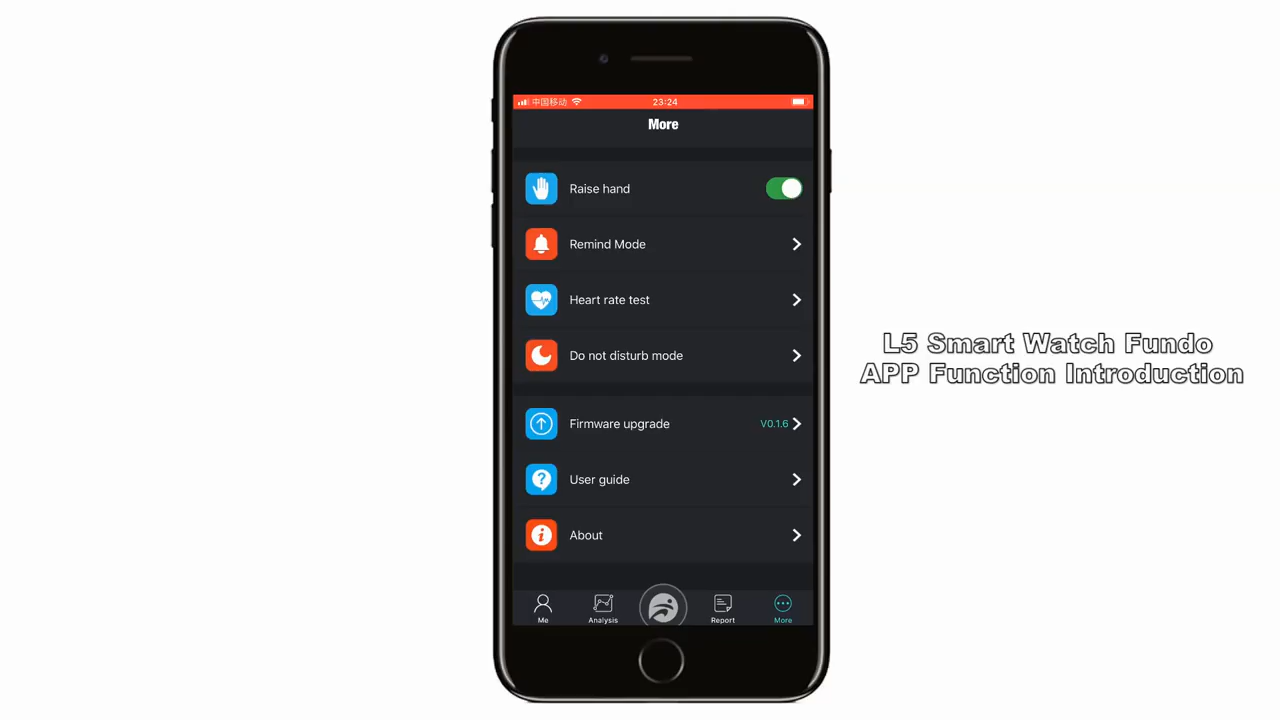 中国移动 23:24
More
Raise hand
Remind Mode
Heart rate test
Do not disturb mode
Firmware upgrade V0.1.6
User guide
About
Me Analysis Report More
L5 Smart Watch Fundo
APP Function Introduction